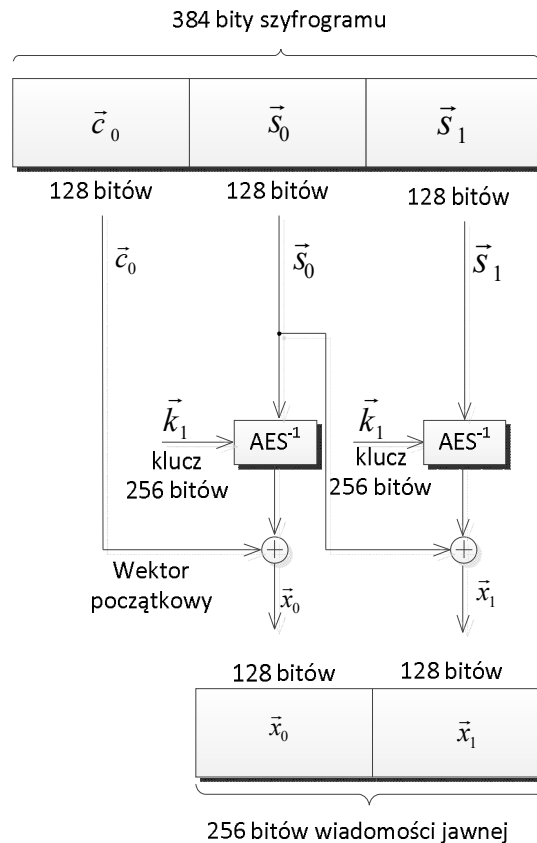 384 bity szyfrogramu
c⃗₀ s⃗₀ s⃗₁
128 bitów 128 bitów 128 bitów
c⃗₀ s⃗₀ s⃗₁
k⃗₁ AES⁻¹ k⃗₁ AES⁻¹
klucz klucz
256 bitów 256 bitów
Wektor
początkowy
x⃗₀ x⃗₁
128 bitów 128 bitów
x⃗₀ x⃗₁
256 bitów wiadomości jawnej